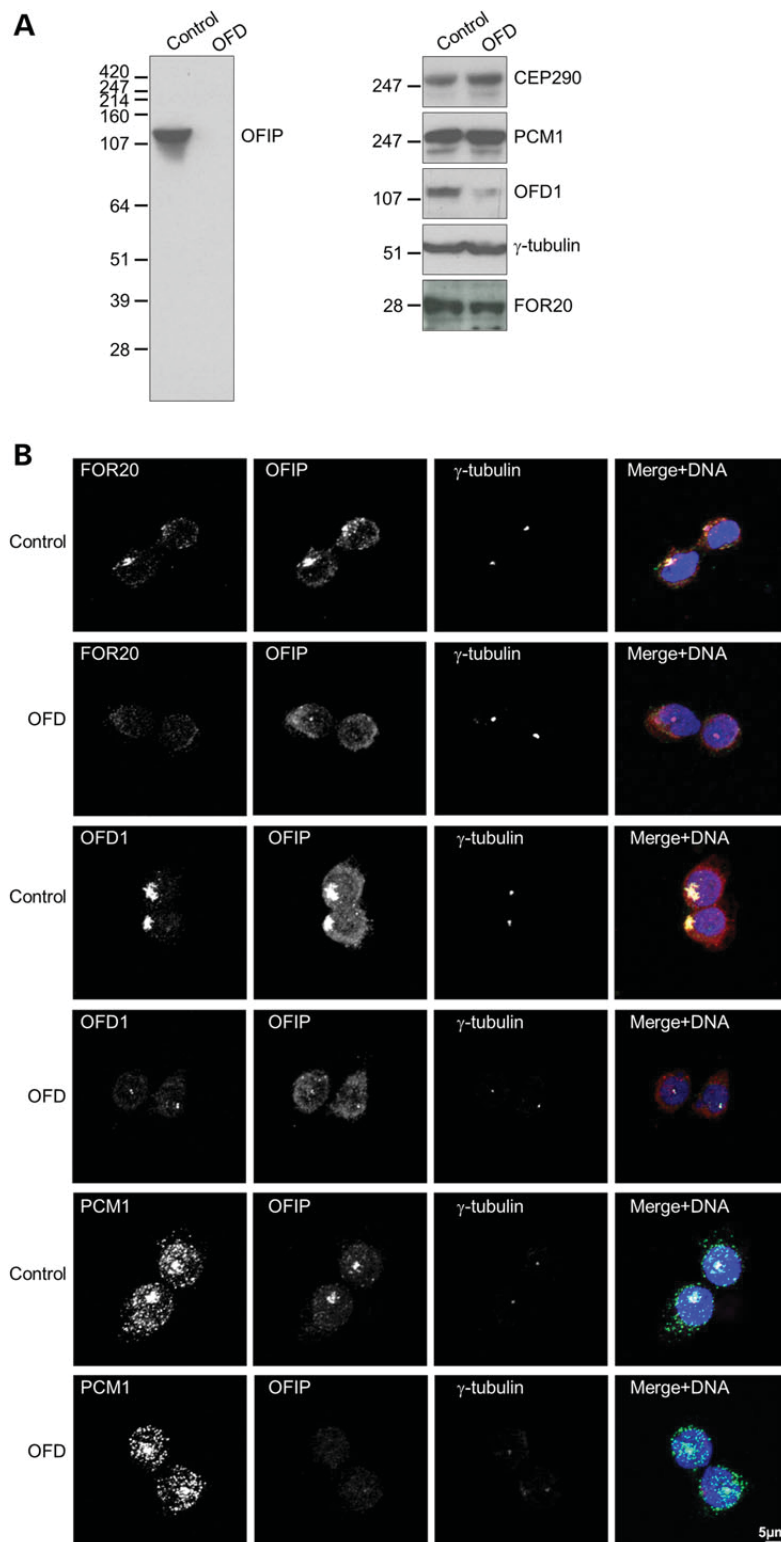 A
Control OFD
420
247
214
160
107
64
51
39
28
OFIP
Control OFD
247 CEP290
247 PCM1
107 OFD1
51 γ-tubulin
28 FOR20
B
FOR20 OFIP γ-tubulin Merge+DNA
Control
FOR20 OFIP γ-tubulin Merge+DNA
OFD
OFD1 OFIP γ-tubulin Merge+DNA
Control
OFD1 OFIP γ-tubulin Merge+DNA
OFD
PCM1 OFIP γ-tubulin Merge+DNA
Control
PCM1 OFIP γ-tubulin Merge+DNA
OFD